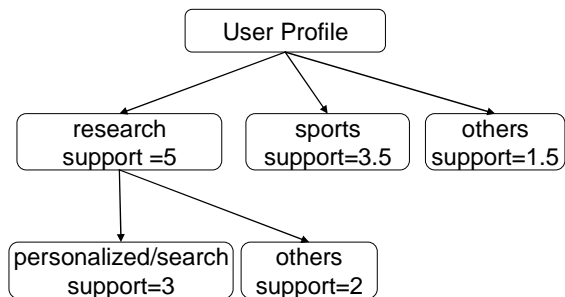 User Profile
research
support =5
sports
support=3.5
others
support=1.5
personalized/search
support=3
others
support=2